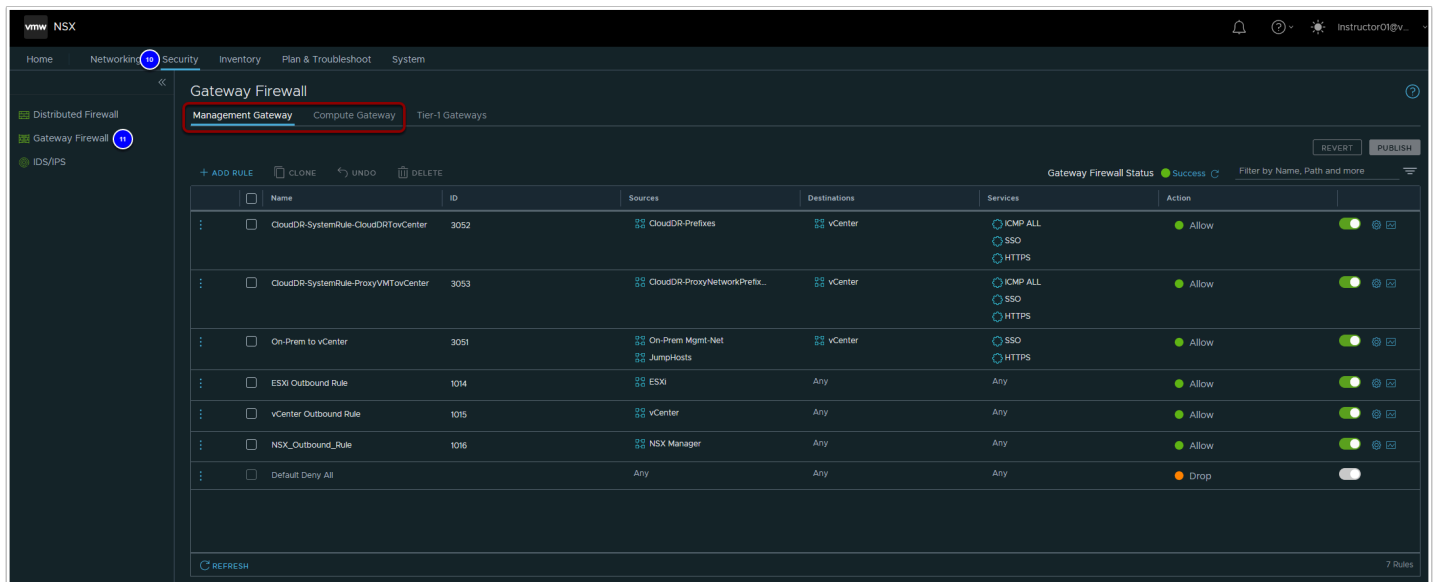 vmw NSX
Instructor01@v...
Home Networking 10 Security Inventory Plan & Troubleshoot System
Gateway Firewall
Distributed Firewall
Gateway Firewall 11
IDS/IPS
Management Gateway Compute Gateway Tier-1 Gateways
REVERT PUBLISH
+ ADD RULE CLONE UNDO DELETE
Gateway Firewall Status Success Filter by Name, Path and more
Name ID Sources Destinations Services Action
CloudDR-SystemRule-CloudDRTovCenter 3052 CloudDR-Prefixes vCenter ICMP ALL Allow
SSO
HTTPS
CloudDR-SystemRule-ProxyVMTovCenter 3053 CloudDR-ProxyNetworkPrefix... vCenter ICMP ALL Allow
SSO
HTTPS
On-Prem to vCenter 3051 On-Prem Mgmt-Net vCenter SSO Allow
JumpHosts HTTPS
ESXi Outbound Rule 1014 ESXi Any Any Allow
vCenter Outbound Rule 1015 vCenter Any Any Allow
NSX_Outbound_Rule 1016 NSX Manager Any Any Allow
Default Deny All Any Any Any Drop
REFRESH 7 Rules